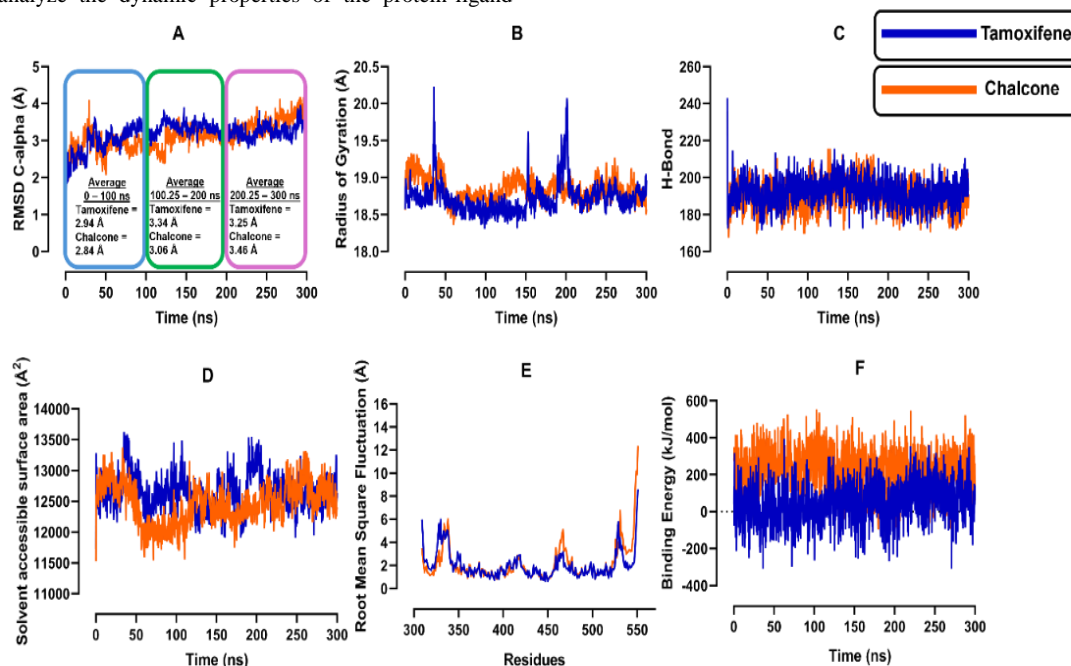 analyze the dynamic properties of the protein-ligand
Tamoxifene
Chalcone
A
RMSD C-alpha (Å)
5
4
3
2
1
0
Average
0 – 100 ns
Tamoxifene =
2.94 Å
Chalcone =
2.84 Å
Average
100.25 – 200 ns
Tamoxifene =
3.34 Å
Chalcone =
3.06 Å
Average
200.25 – 300 ns
Tamoxifene =
3.25 Å
Chalcone =
3.46 Å
0 50 100 150 200 250 300
Time (ns)
B
Radius of Gyration (Å)
20.5
20.0
19.5
19.0
18.5
18.0
0 50 100 150 200 250 300
Time (ns)
C
H-Bond
260
240
220
200
180
160
0 50 100 150 200 250 300
Time (ns)
D
Solvent accessible surface area (Å²)
14000
13500
13000
12500
12000
11500
11000
0 50 100 150 200 250 300
Time (ns)
E
Root Mean Square Fluctuation (Å)
16
14
12
10
8
6
4
2
0
300 350 400 450 500 550
Residues
F
Binding Energy (kJ/mol)
600
400
200
0
-200
-400
0 50 100 150 200 250 300
Time (ns)